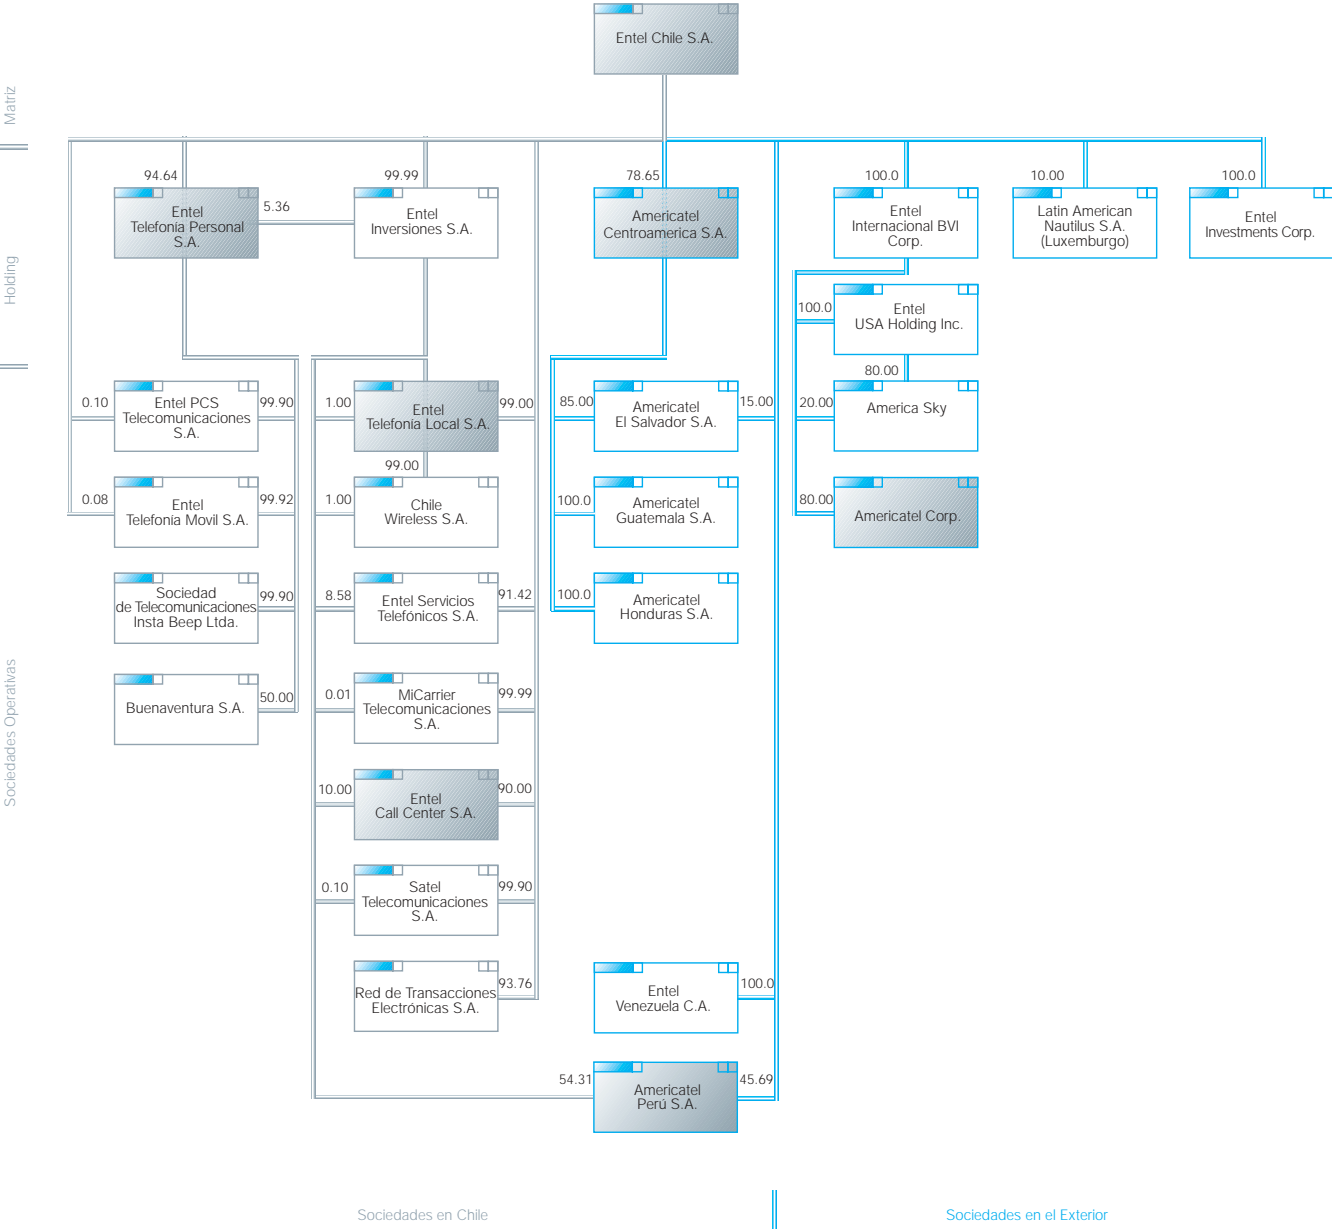 Entel Chile S.A.
Matriz
94.64
99.99
78.65
100.0
10.00
100.0
Entel
Telefonía Personal
S.A.
5.36
Entel
Inversiones S.A.
Americatel
Centroamerica S.A.
Entel
Internacional BVI
Corp.
Latin American
Nautilus S.A.
(Luxemburgo)
Entel
Investments Corp.
Holding
100.0
Entel
USA Holding Inc.
80.00
0.10
Entel PCS
Telecomunicaciones
S.A.
99.90
1.00
Entel
Telefonía Local S.A.
99.00
85.00
Americatel
El Salvador S.A.
15.00
20.00
America Sky
99.00
0.08
Entel
Telefonía Movil S.A.
99.92
1.00
Chile
Wireless S.A.
100.0
Americatel
Guatemala S.A.
80.00
Americatel Corp.
Sociedad
de Telecomunicaciones
Insta Beep Ltda.
99.90
8.58
Entel Servicios
Telefónicos S.A.
91.42
100.0
Americatel
Honduras S.A.
Sociedades Operativas
Buenaventura S.A.
50.00
0.01
MiCarrier
Telecomunicaciones
S.A.
99.99
10.00
Entel
Call Center S.A.
90.00
0.10
Satel
Telecomunicaciones
S.A.
99.90
Red de Transacciones
Electrónicas S.A.
93.76
Entel
Venezuela C.A.
100.0
54.31
Americatel
Perú S.A.
45.69
Sociedades en Chile
Sociedades en el Exterior